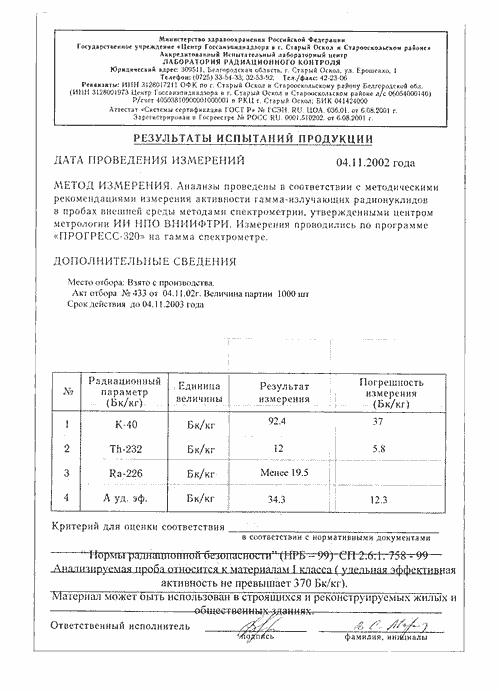 Министерство здравоохранения Российской Федерации
Государственное учреждение «Центр Госсанэпиднадзора в г. Старый Оскол и Старооскольском районе»
Аккредитованный Испытательный лабораторный центр
ЛАБОРАТОРИЯ РАДИАЦИОННОГО КОНТРОЛЯ
Юридический адрес: 309511, Белгородская область, г. Старый Оскол, ул. Ерошенко, 1
Телефон: (0725) 33-54-33, 32-53-92. Тел./факс: 42-23-06
Реквизиты: ИНН 3128017211 ОФК по г. Старый Оскол и Старооскольскому району Белгородской обл.
(ИНН 3128001973 Центр Госсанэпиднадзора в г. Старый Оскол и Старооскольском районе л/с 06054000140)
Р/счет 40503810900001000001 в РКЦ г. Старый Оскол; БИК 041424000
Аттестат «Системы сертификации ГОСТ Р» № ГСЭН. RU. ЦОА. 036.01. от 6.08.2001 г.
Зарегистрирован в Госреестре № РОСС RU. 0001.510202. от 6.08.2001 г.
РЕЗУЛЬТАТЫ ИСПЫТАНИЙ ПРОДУКЦИИ
ДАТА ПРОВЕДЕНИЯ ИЗМЕРЕНИЙ 04.11.2002 года
МЕТОД ИЗМЕРЕНИЯ. Анализы проведены в соответствии с методическими
рекомендациями измерения активности гамма-излучающих радионуклидов
в пробах внешней среды методами спектрометрии, утвержденными центром
метрологии ИИ НПО ВНИИФТРИ. Измерения проводились по программе
«ПРОГРЕСС-320» на гамма спектрометре.
ДОПОЛНИТЕЛЬНЫЕ СВЕДЕНИЯ
Место отбора: Взято с производства.
Акт отбора № 433 от 04.11.02г. Величина партии 1000 шт
Срок действия до 04.11.2003 года
№ Радиационный параметр (Бк/кг) Единица величины Результат измерения Погрешность измерения (Бк/кг)
1 К-40 Бк/кг 92.4 37
2 Th-232 Бк/кг 12 5.8
3 Ra-226 Бк/кг Менее 19.5
4 А уд. эф. Бк/кг 34.3 12.3
Критерий для оценки соответствия
в соответствии с нормативными документами
"Нормы радиационной безопасности" (НРБ – 99) СП 2.6.1. 758 - 99
Анализируемая проба относится к материалам I класса ( удельная эффективная
активность не превышает 370 Бк/кг).
Материал может быть использован в строящихся и реконструируемых жилых и
общественных зданиях.
Ответственный исполнитель
подпись фамилия, инициалы